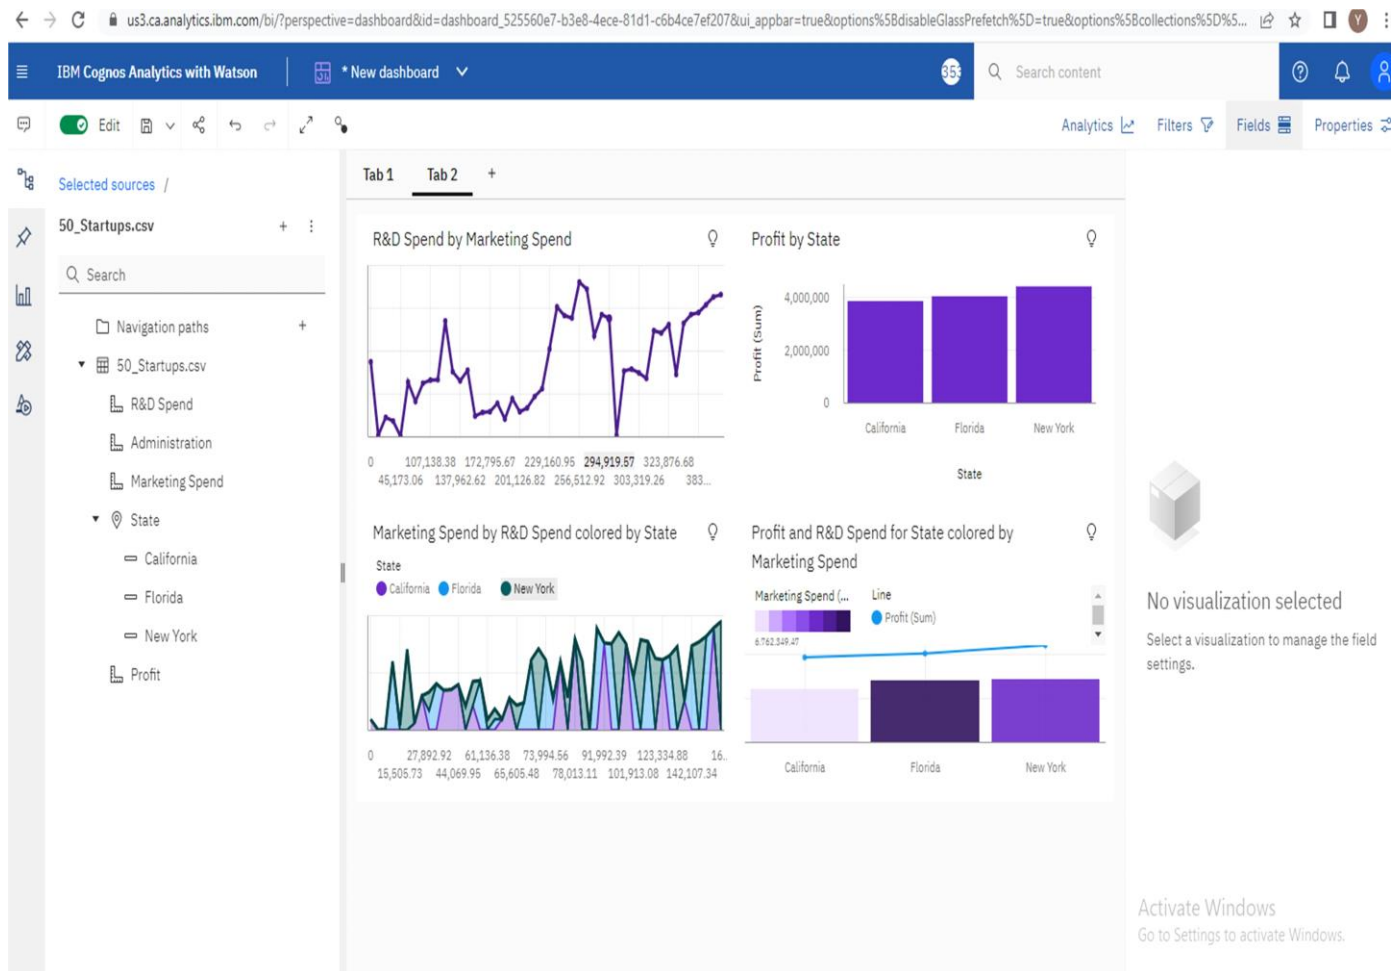 us3.ca.analytics.ibm.com/bi/?perspective=dashboard&id=dashboard_525560e7-b3e8-4ece-81d1-c6b4ce7ef207&ui_appbar=true&options%5BdisableGlassPrefetch%5D=true&options%5Bcollections%5D%5... Y
IBM Cognos Analytics with Watson * New dashboard 353 Search content
Edit Analytics Filters Fields Properties
Selected sources /
50_Startups.csv
Search
Navigation paths
50_Startups.csv
R&D Spend
Administration
Marketing Spend
State
California
Florida
New York
Profit
Tab 1 Tab 2 +
R&D Spend by Marketing Spend
0 107,138.38 172,795.67 229,160.95 294,919.57 323,876.68
45,173.06 137,962.62 201,126.82 256,512.92 303,319.26 383...
Profit by State
Profit (Sum)
4,000,000
2,000,000
0
California Florida New York
State
Marketing Spend by R&D Spend colored by State
State
California Florida New York
0 27,892.92 61,136.38 73,994.56 91,992.39 123,334.88 16...
15,505.73 44,069.95 65,605.48 78,013.11 101,913.08 142,107.34
Profit and R&D Spend for State colored by
Marketing Spend
Marketing Spend (... Line
Profit (Sum)
6,762,349.47
California Florida New York
No visualization selected
Select a visualization to manage the field
settings.
Activate Windows
Go to Settings to activate Windows.